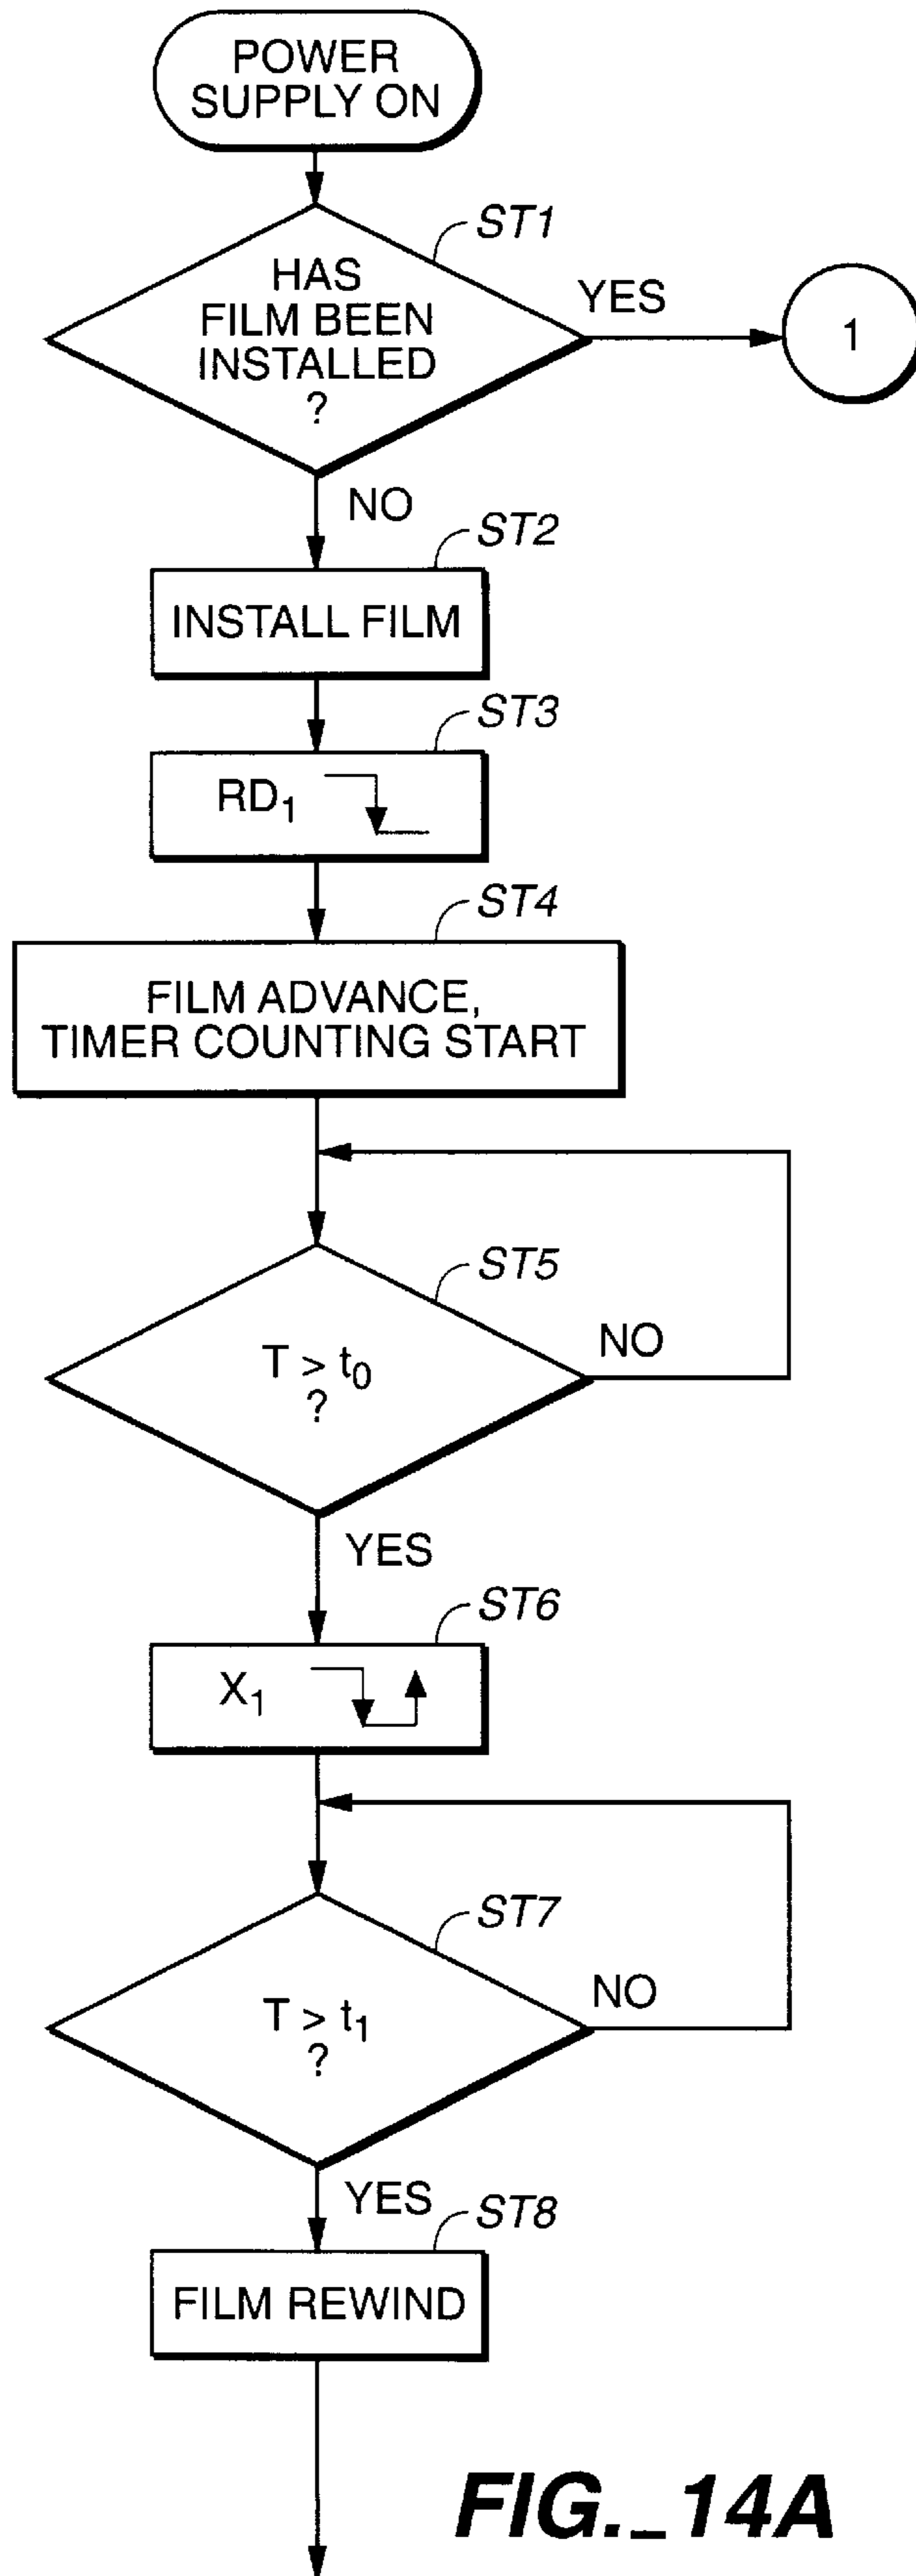 POWER
SUPPLY ON
ST1
HAS
FILM BEEN
INSTALLED
?
YES
1
NO
ST2
INSTALL FILM
ST3
RD₁
ST4
FILM ADVANCE,
TIMER COUNTING START
ST5
T > t₀
?
NO
YES
ST6
X₁
ST7
T > t₁
?
NO
YES
ST8
FILM REWIND
FIG._14A